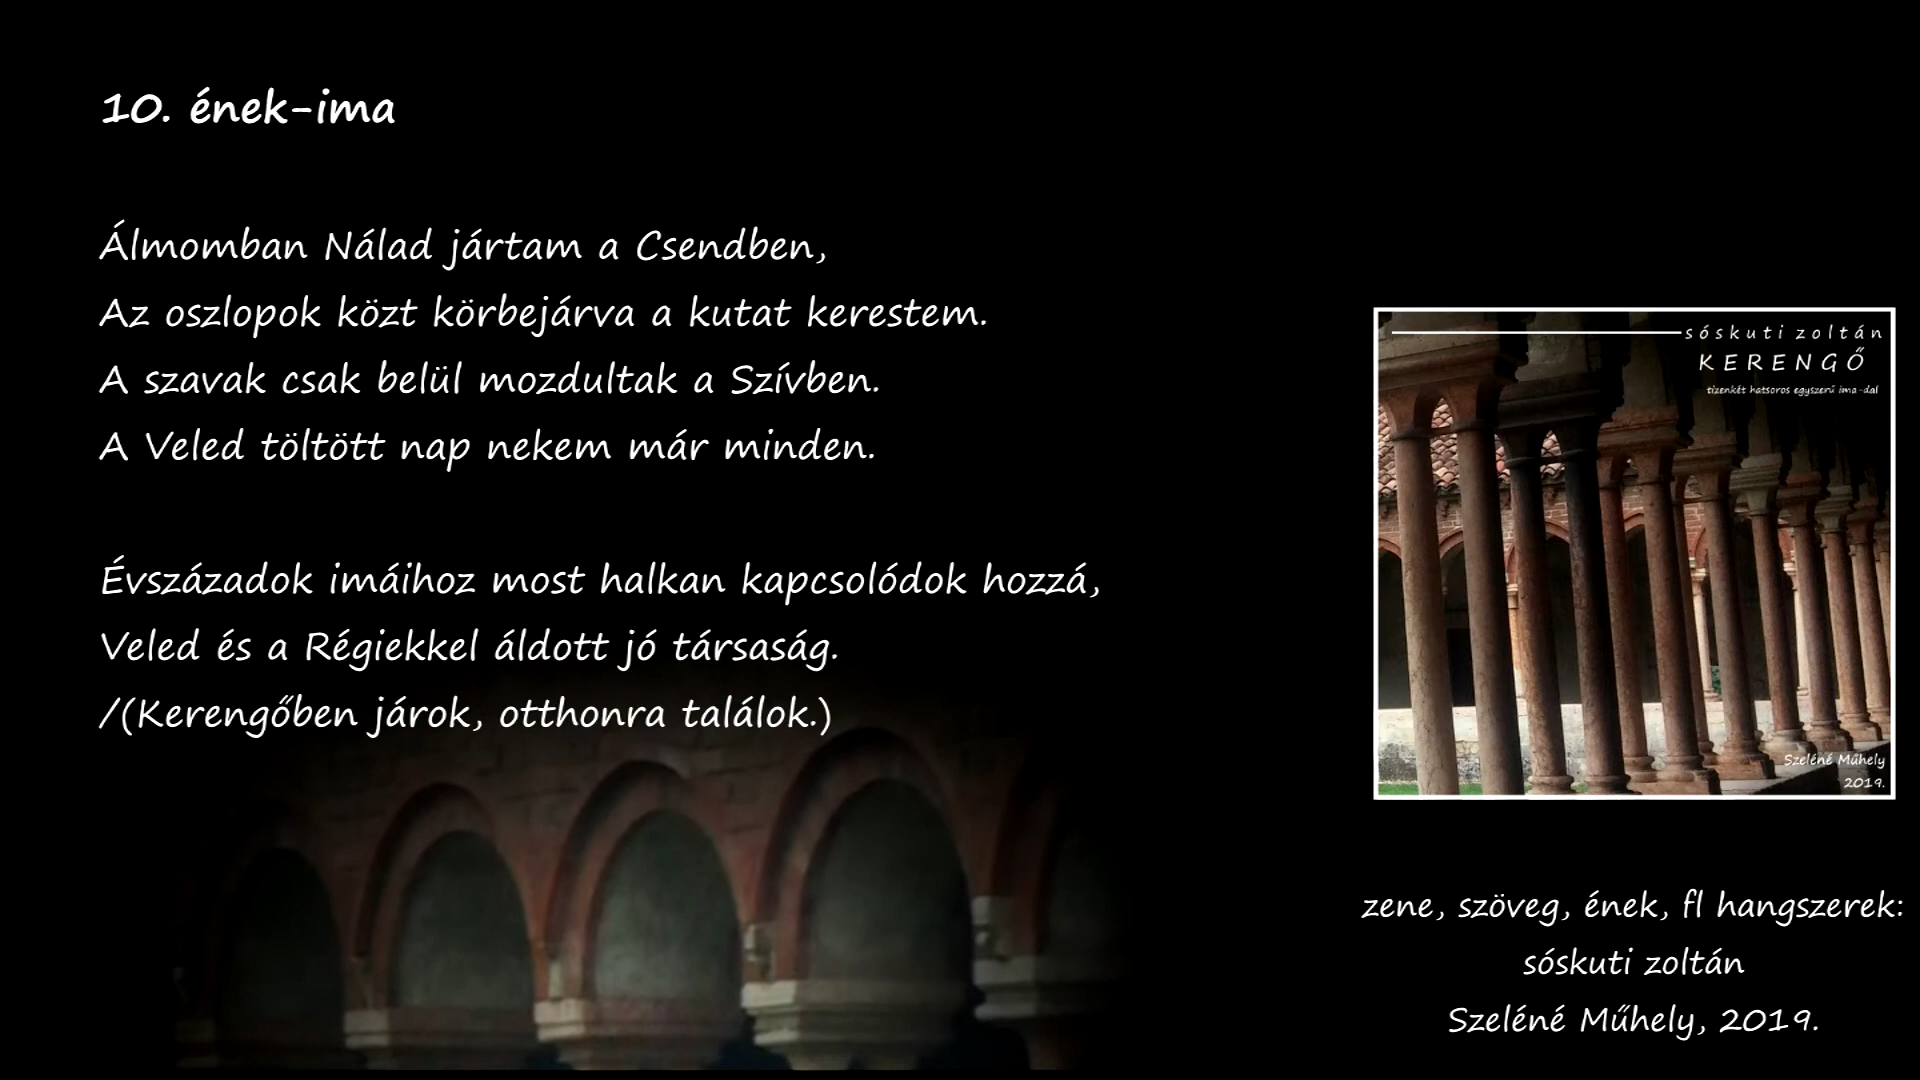 10. ének-ima
Álmomban Nálad jártam a Csendben,
Az oszlopok közt körbejárva a kutat kerestem.
A szavak csak belül mozdultak a Szívben.
A Veled töltött nap nekem már minden.
Évszázadok imáihoz most halkan kapcsolódok hozzá,
Veled és a Régiekkel áldott jó társaság.
/(Kerengőben járok, otthonra találok.)
sóskuti zoltán
KERENGŐ
tizenkét hatsoros egyszerű ima-dal
Szeléné Műhely
2019.
zene, szöveg, ének, fl hangszerek:
sóskuti zoltán
Szeléné Műhely, 2019.